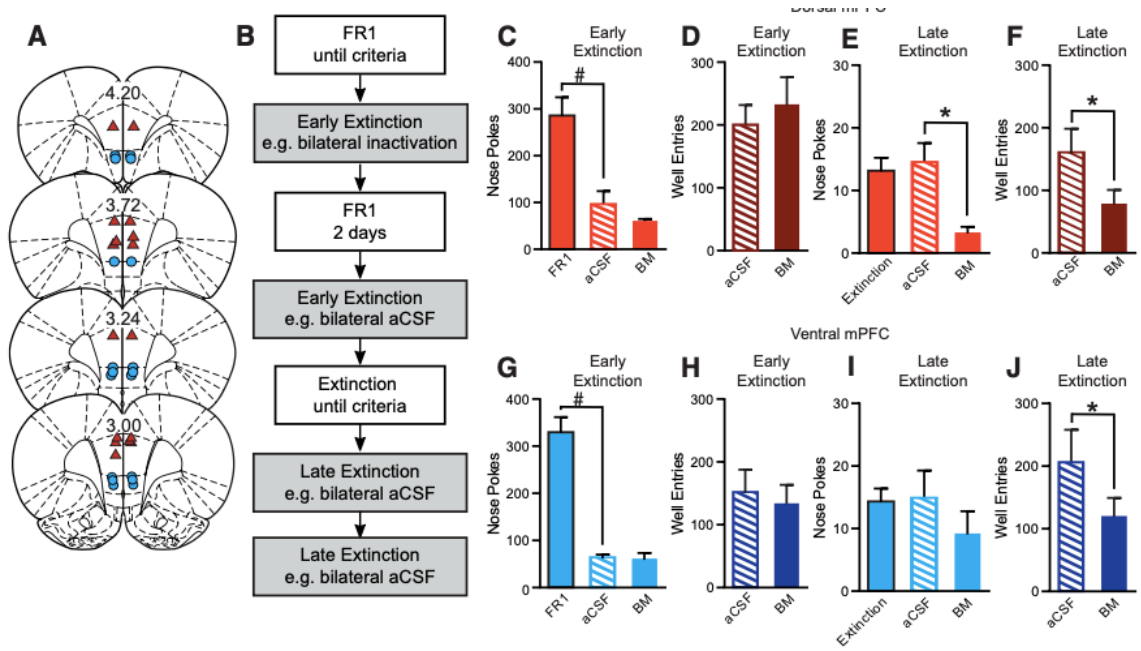 A
4.20
3.72
3.24
3.00
B
FR1
until criteria
Early Extinction
e.g. bilateral inactivation
FR1
2 days
Early Extinction
e.g. bilateral aCSF
Extinction
until criteria
Late Extinction
e.g. bilateral aCSF
Late Extinction
e.g. bilateral aCSF
C
Early
Extinction
Nose Pokes
400
300
200
100
0
#
FR1
aCSF
BM
D
Early
Extinction
Well Entries
300
200
100
0
aCSF
BM
E
Late
Extinction
Nose Pokes
30
20
10
0
*
Extinction
aCSF
BM
F
Late
Extinction
Well Entries
300
200
100
0
*
aCSF
BM
Ventral mPFC
G
Early
Extinction
Nose Pokes
400
300
200
100
0
#
FR1
aCSF
BM
H
Early
Extinction
Well Entries
300
200
100
0
aCSF
BM
I
Late
Extinction
Nose Pokes
30
20
10
0
Extinction
aCSF
BM
J
Late
Extinction
Well Entries
300
200
100
0
*
aCSF
BM